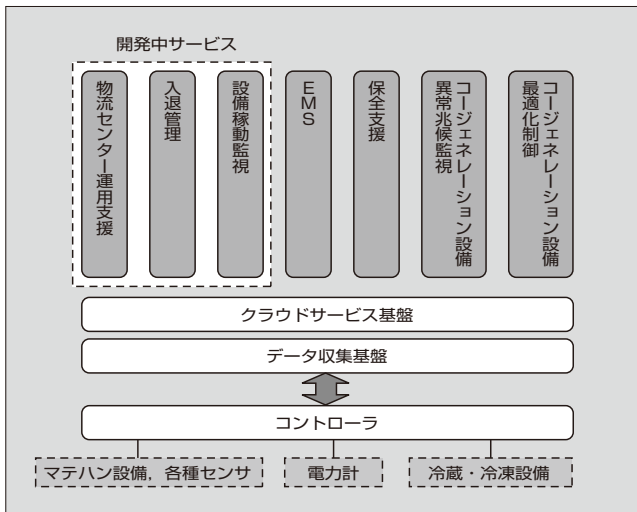 開発中サービス
物流センター運用支援
入退管理
設備稼動監視
EMS
保全支援
コージェネレーション設備
異常兆候監視
コージェネレーション設備
最適化制御
クラウドサービス基盤
データ収集基盤
コントローラ
マテハン設備，各種センサ
電力計
冷蔵・冷凍設備